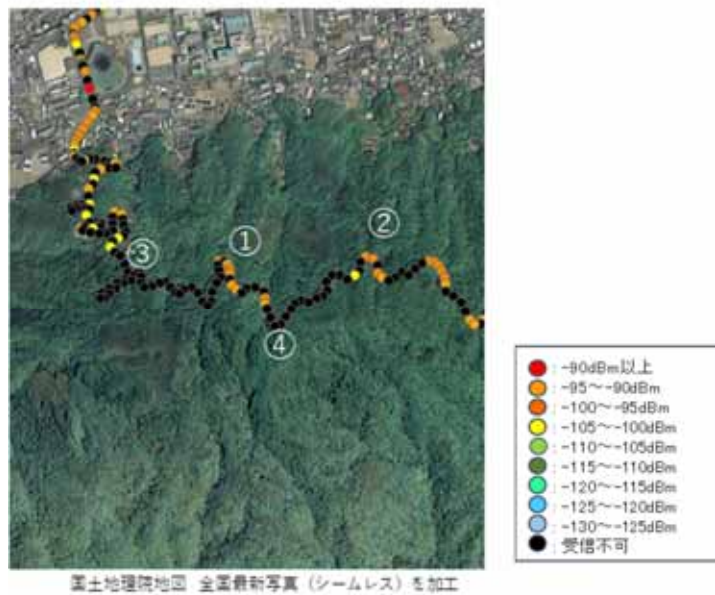 ①
②
③
④
: -90dBm以上
: -95～-90dBm
: -100～-95dBm
: -105～-100dBm
: -110～-105dBm
: -115～-110dBm
: -120～-115dBm
: -125～-120dBm
: -130～-125dBm
: 受信不可
国土地理院地図 全国最新写真（シームレス）を加工